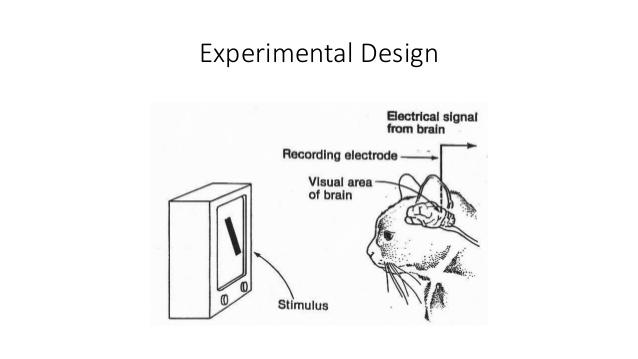 Experimental Design
Electrical signal
from brain
Recording electrode
Visual area
of brain
Stimulus